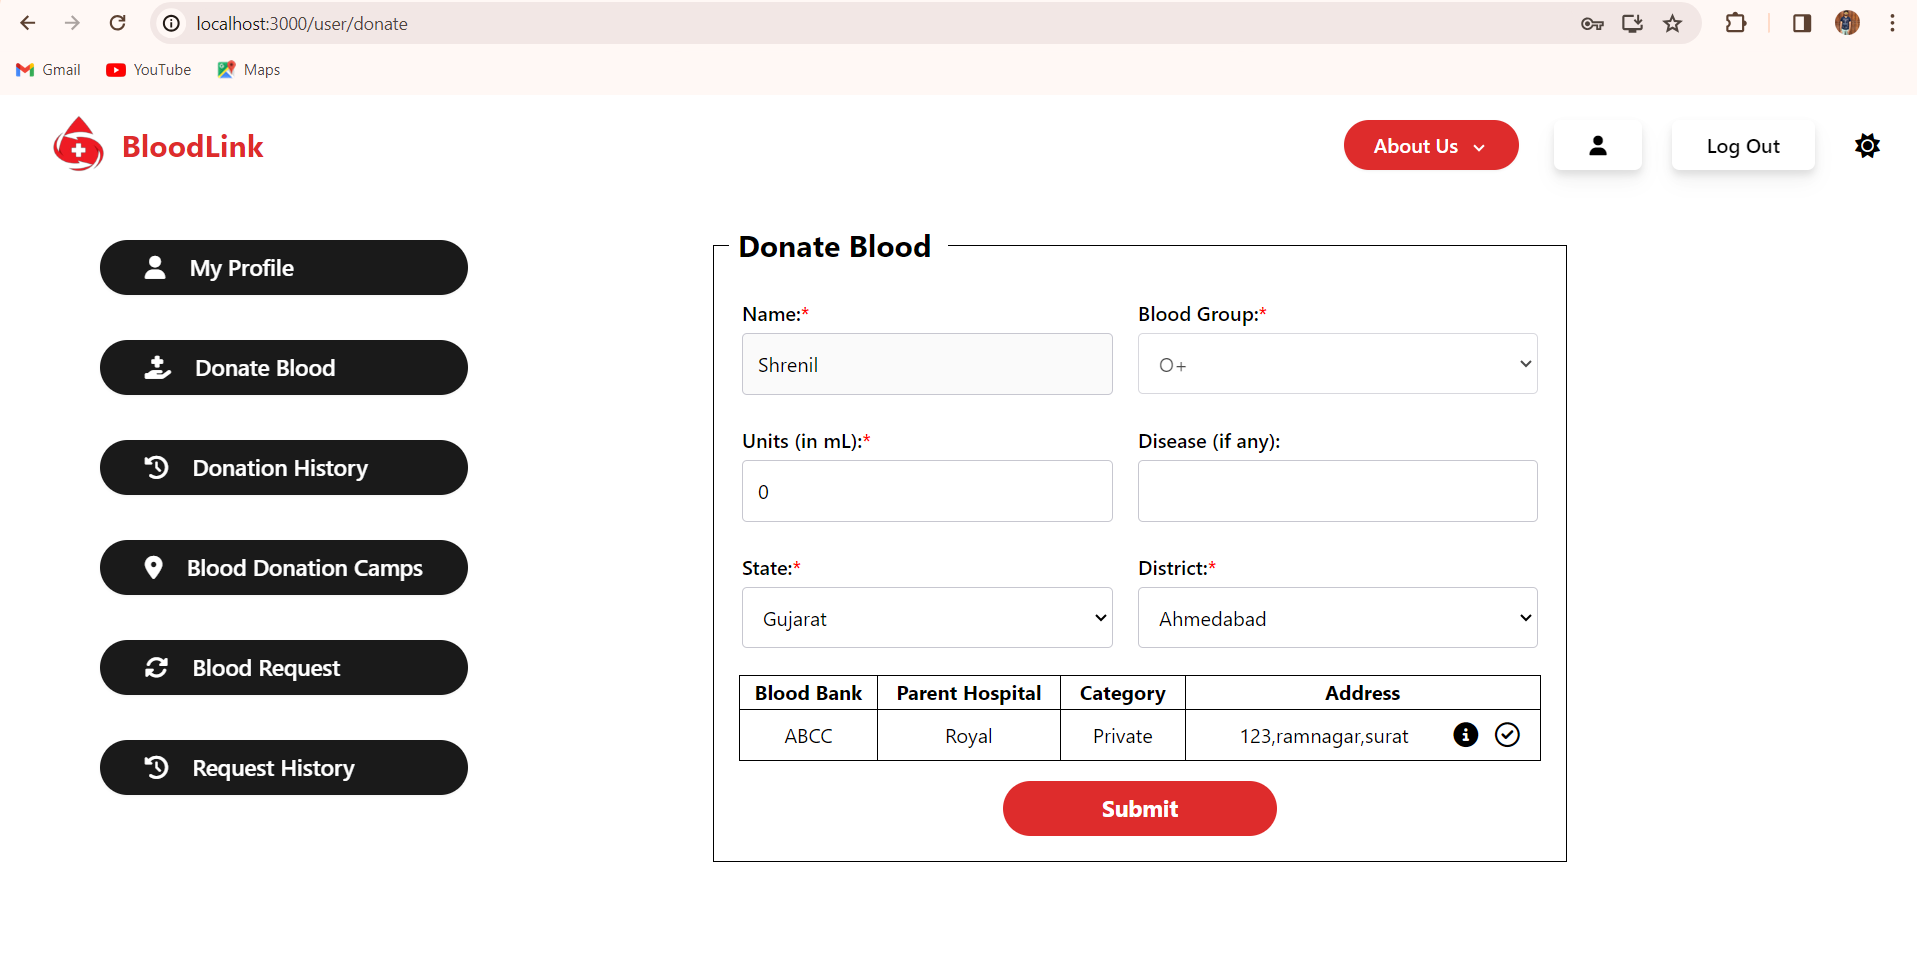 localhost:3000/user/donate
Gmail YouTube Maps
BloodLink
About Us
Log Out
My Profile
Donate Blood
Donation History
Blood Donation Camps
Blood Request
Request History
Donate Blood
Name:* Blood Group:*
Shrenil O+
Units (in mL):* Disease (if any):
0
State:* District:*
Gujarat Ahmedabad
Blood Bank Parent Hospital Category Address
ABCC Royal Private 123,ramnagar,surat
Submit